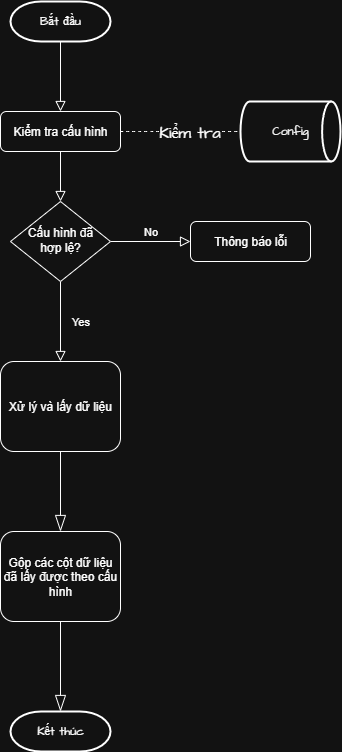 Bắt đầu
Kiểm tra cấu hình
Kiểm tra
Config
Cấu hình đã
hợp lệ?
No
Thông báo lỗi
Yes
Xử lý và lấy dữ liệu
Gộp các cột dữ liệu
đã lấy được theo cấu
hình
Kết thúc